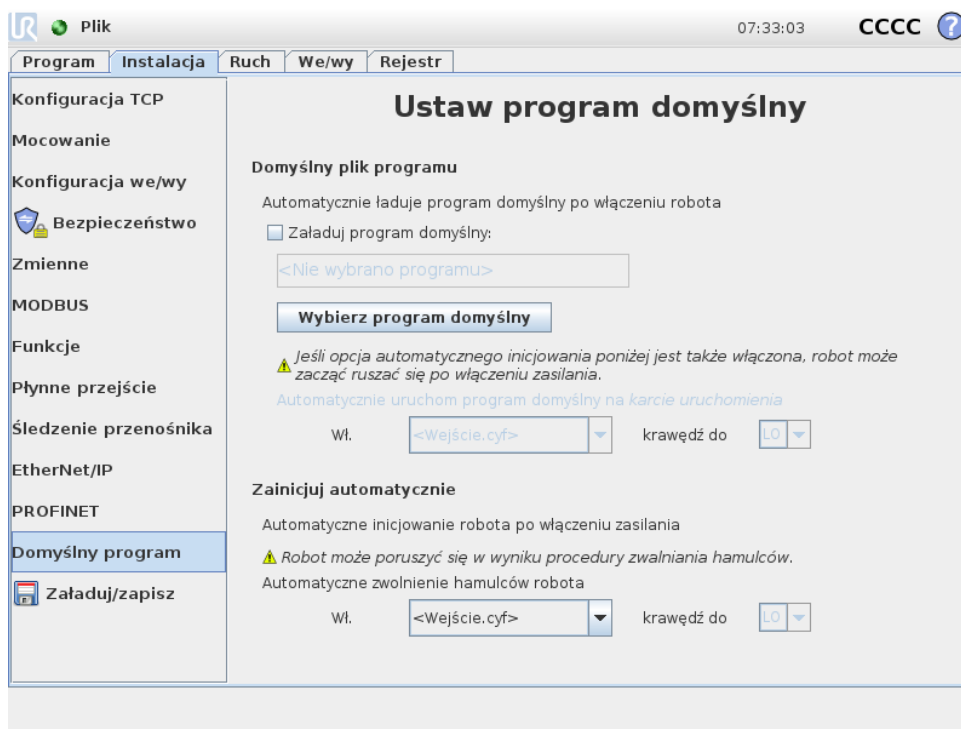 UR Plik 07:33:03 CCCC ?
Program Instalacja Ruch We/wy Rejestr
Konfiguracja TCP
Mocowanie
Konfiguracja we/wy
Bezpieczeństwo
Zmienne
MODBUS
Funkcje
Płynne przejście
Śledzenie przenośnika
EtherNet/IP
PROFINET
Domyślny program
Załaduj/zapisz
Ustaw program domyślny
Domyślny plik programu
Automatycznie ładuje program domyślny po włączeniu robota
Załaduj program domyślny:
<Nie wybrano programu>
Wybierz program domyślny
Jeśli opcja automatycznego inicjowania poniżej jest także włączona, robot może
zacząć ruszać się po włączeniu zasilania.
Automatycznie uruchom program domyślny na karcie uruchomienia
Wł. <Wejście.cyf> krawędź do LO
Zainicjuj automatycznie
Automatyczne inicjowanie robota po włączeniu zasilania
Robot może poruszyć się w wyniku procedury zwalniania hamulców.
Automatyczne zwolnienie hamulców robota
Wł. <Wejście.cyf> krawędź do LO